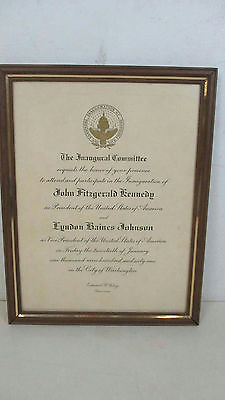 The Inaugural Committee
requests the honor of your presence
to attend and participate in the Inauguration of
John Fitzgerald Kennedy
as President of the United States of America
and
Lyndon Baines Johnson
as Vice President of the United States of America
on Friday the twentieth of January
one thousand nine hundred and sixty one
in the City of Washington